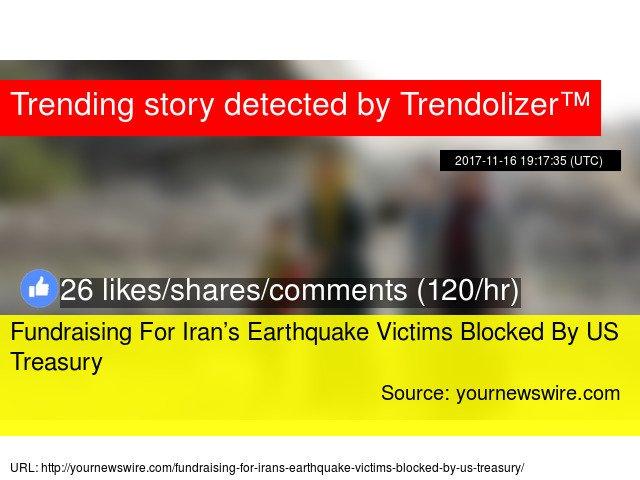 Trending story detected by Trendolizer™
2017-11-16 19:17:35 (UTC)
26 likes/shares/comments (120/hr)
Fundraising For Iran’s Earthquake Victims Blocked By US
Treasury
Source: yournewswire.com
URL: http://yournewswire.com/fundraising-for-irans-earthquake-victims-blocked-by-us-treasury/